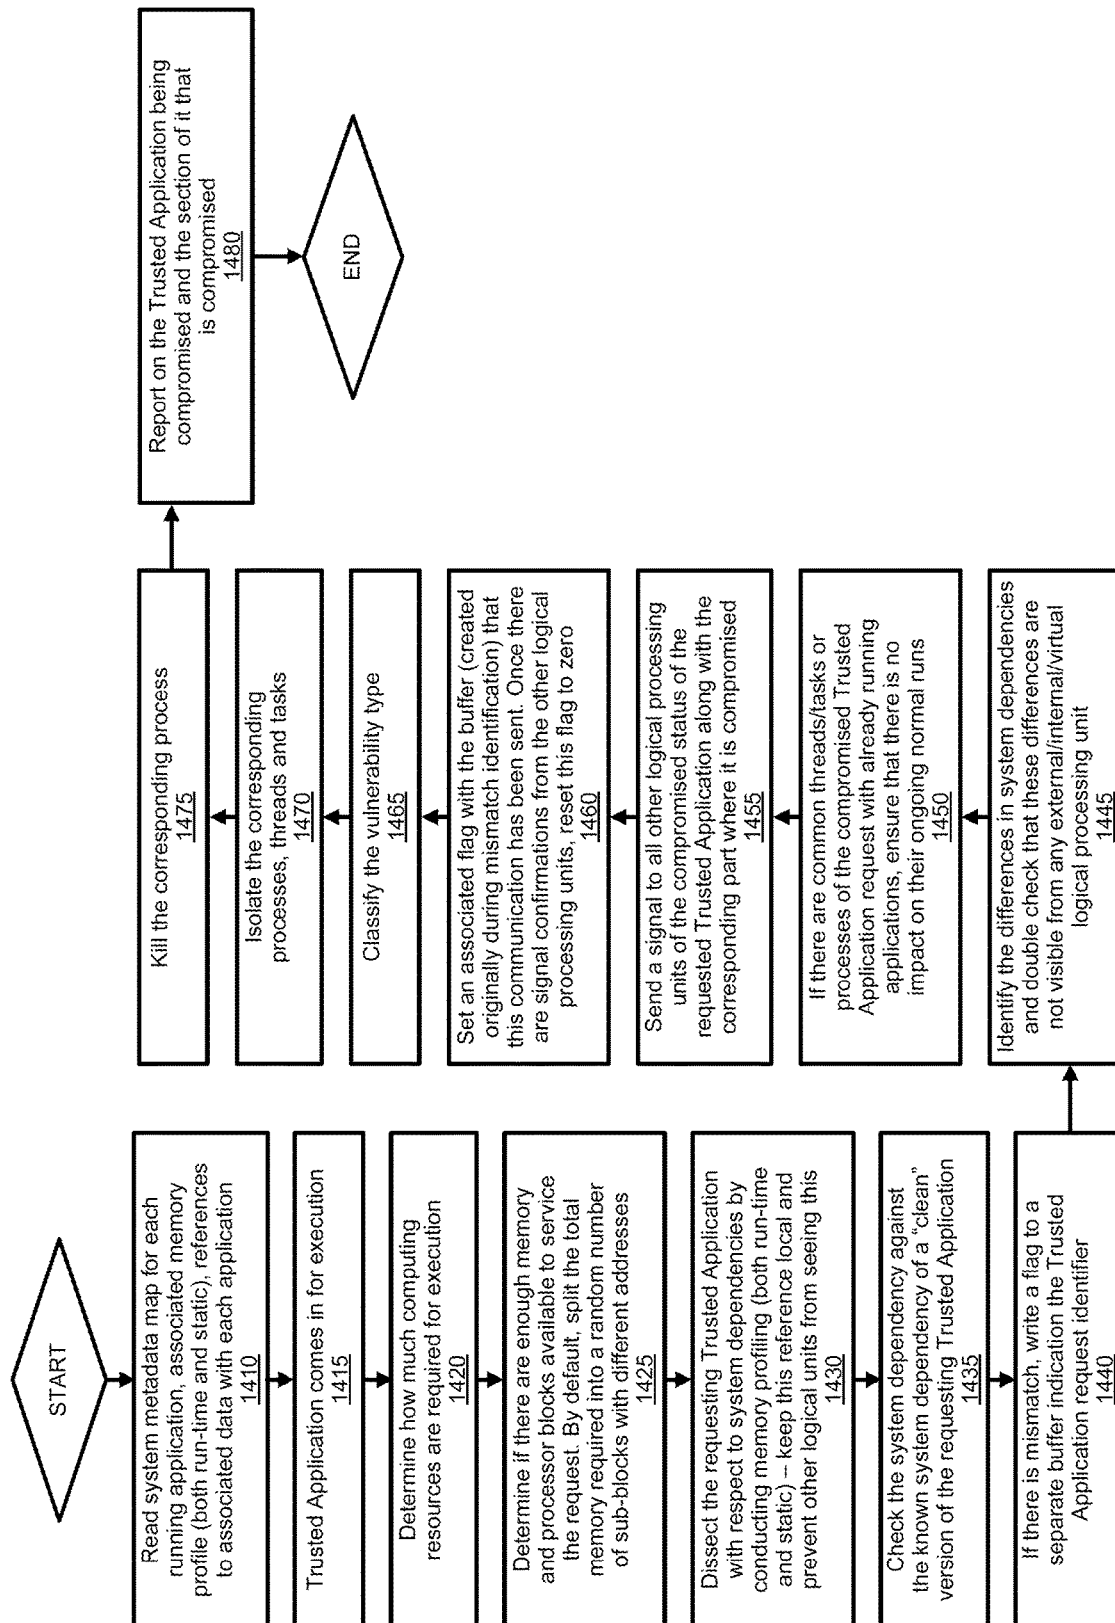 START
Read system metadata map for each
running application, associated memory
profile (both run-time and static), references
to associated data with each application
1410
Trusted Application comes in for execution
1415
Determine how much computing
resources are required for execution
1420
Determine if there are enough memory
and processor blocks available to service
the request. By default, split the total
memory required into a random number
of sub-blocks with different addresses
1425
Dissect the requesting Trusted Application
with respect to system dependencies by
conducting memory profiling (both run-time
and static) – keep this reference local and
prevent other logical units from seeing this
1430
Check the system dependency against
the known system dependency of a “clean”
version of the requesting Trusted Application
1435
If there is mismatch, write a flag to a
separate buffer indication the Trusted
Application request identifier
1440
Identify the differences in system dependencies
and double check that these differences are
not visible from any external/internal/virtual
logical processing unit
1445
If there are common threads/tasks or
processes of the compromised Trusted
Application request with already running
applications, ensure that there is no
impact on their ongoing normal runs
1450
Send a signal to all other logical processing
units of the compromised status of the
requested Trusted Application along with the
corresponding part where it is compromised
1455
Set an associated flag with the buffer (created
originally during mismatch identification) that
this communication has been sent. Once there
are signal confirmations from the other logical
processing units, reset this flag to zero
1460
Classify the vulnerability type
1465
Isolate the corresponding
processes, threads and tasks
1470
Kill the corresponding process
1475
Report on the Trusted Application being
compromised and the section of it that
is compromised
1480
END